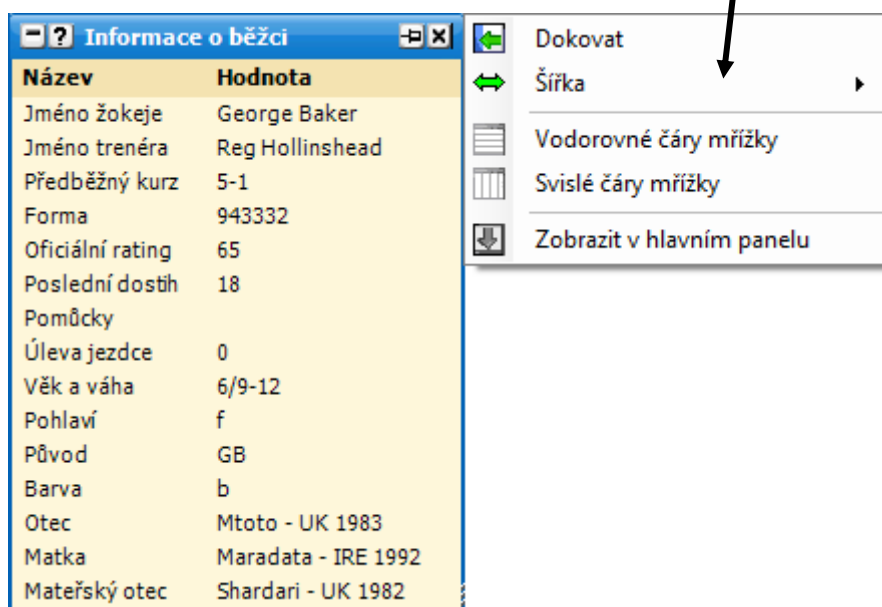 Informace o běžci
Název Hodnota
Jméno žokeje George Baker
Jméno trenéra Reg Hollinshead
Předběžný kurz 5-1
Forma 943332
Oficiální rating 65
Poslední dostih 18
Pomůcky
Úleva jezdce 0
Věk a váha 6/9-12
Pohlaví f
Původ GB
Barva b
Otec Mtoto - UK 1983
Matka Maradata - IRE 1992
Mateřský otec Shardari - UK 1982
Dokovat
Šířka
Vodorovné čáry mřížky
Svislé čáry mřížky
Zobrazit v hlavním panelu